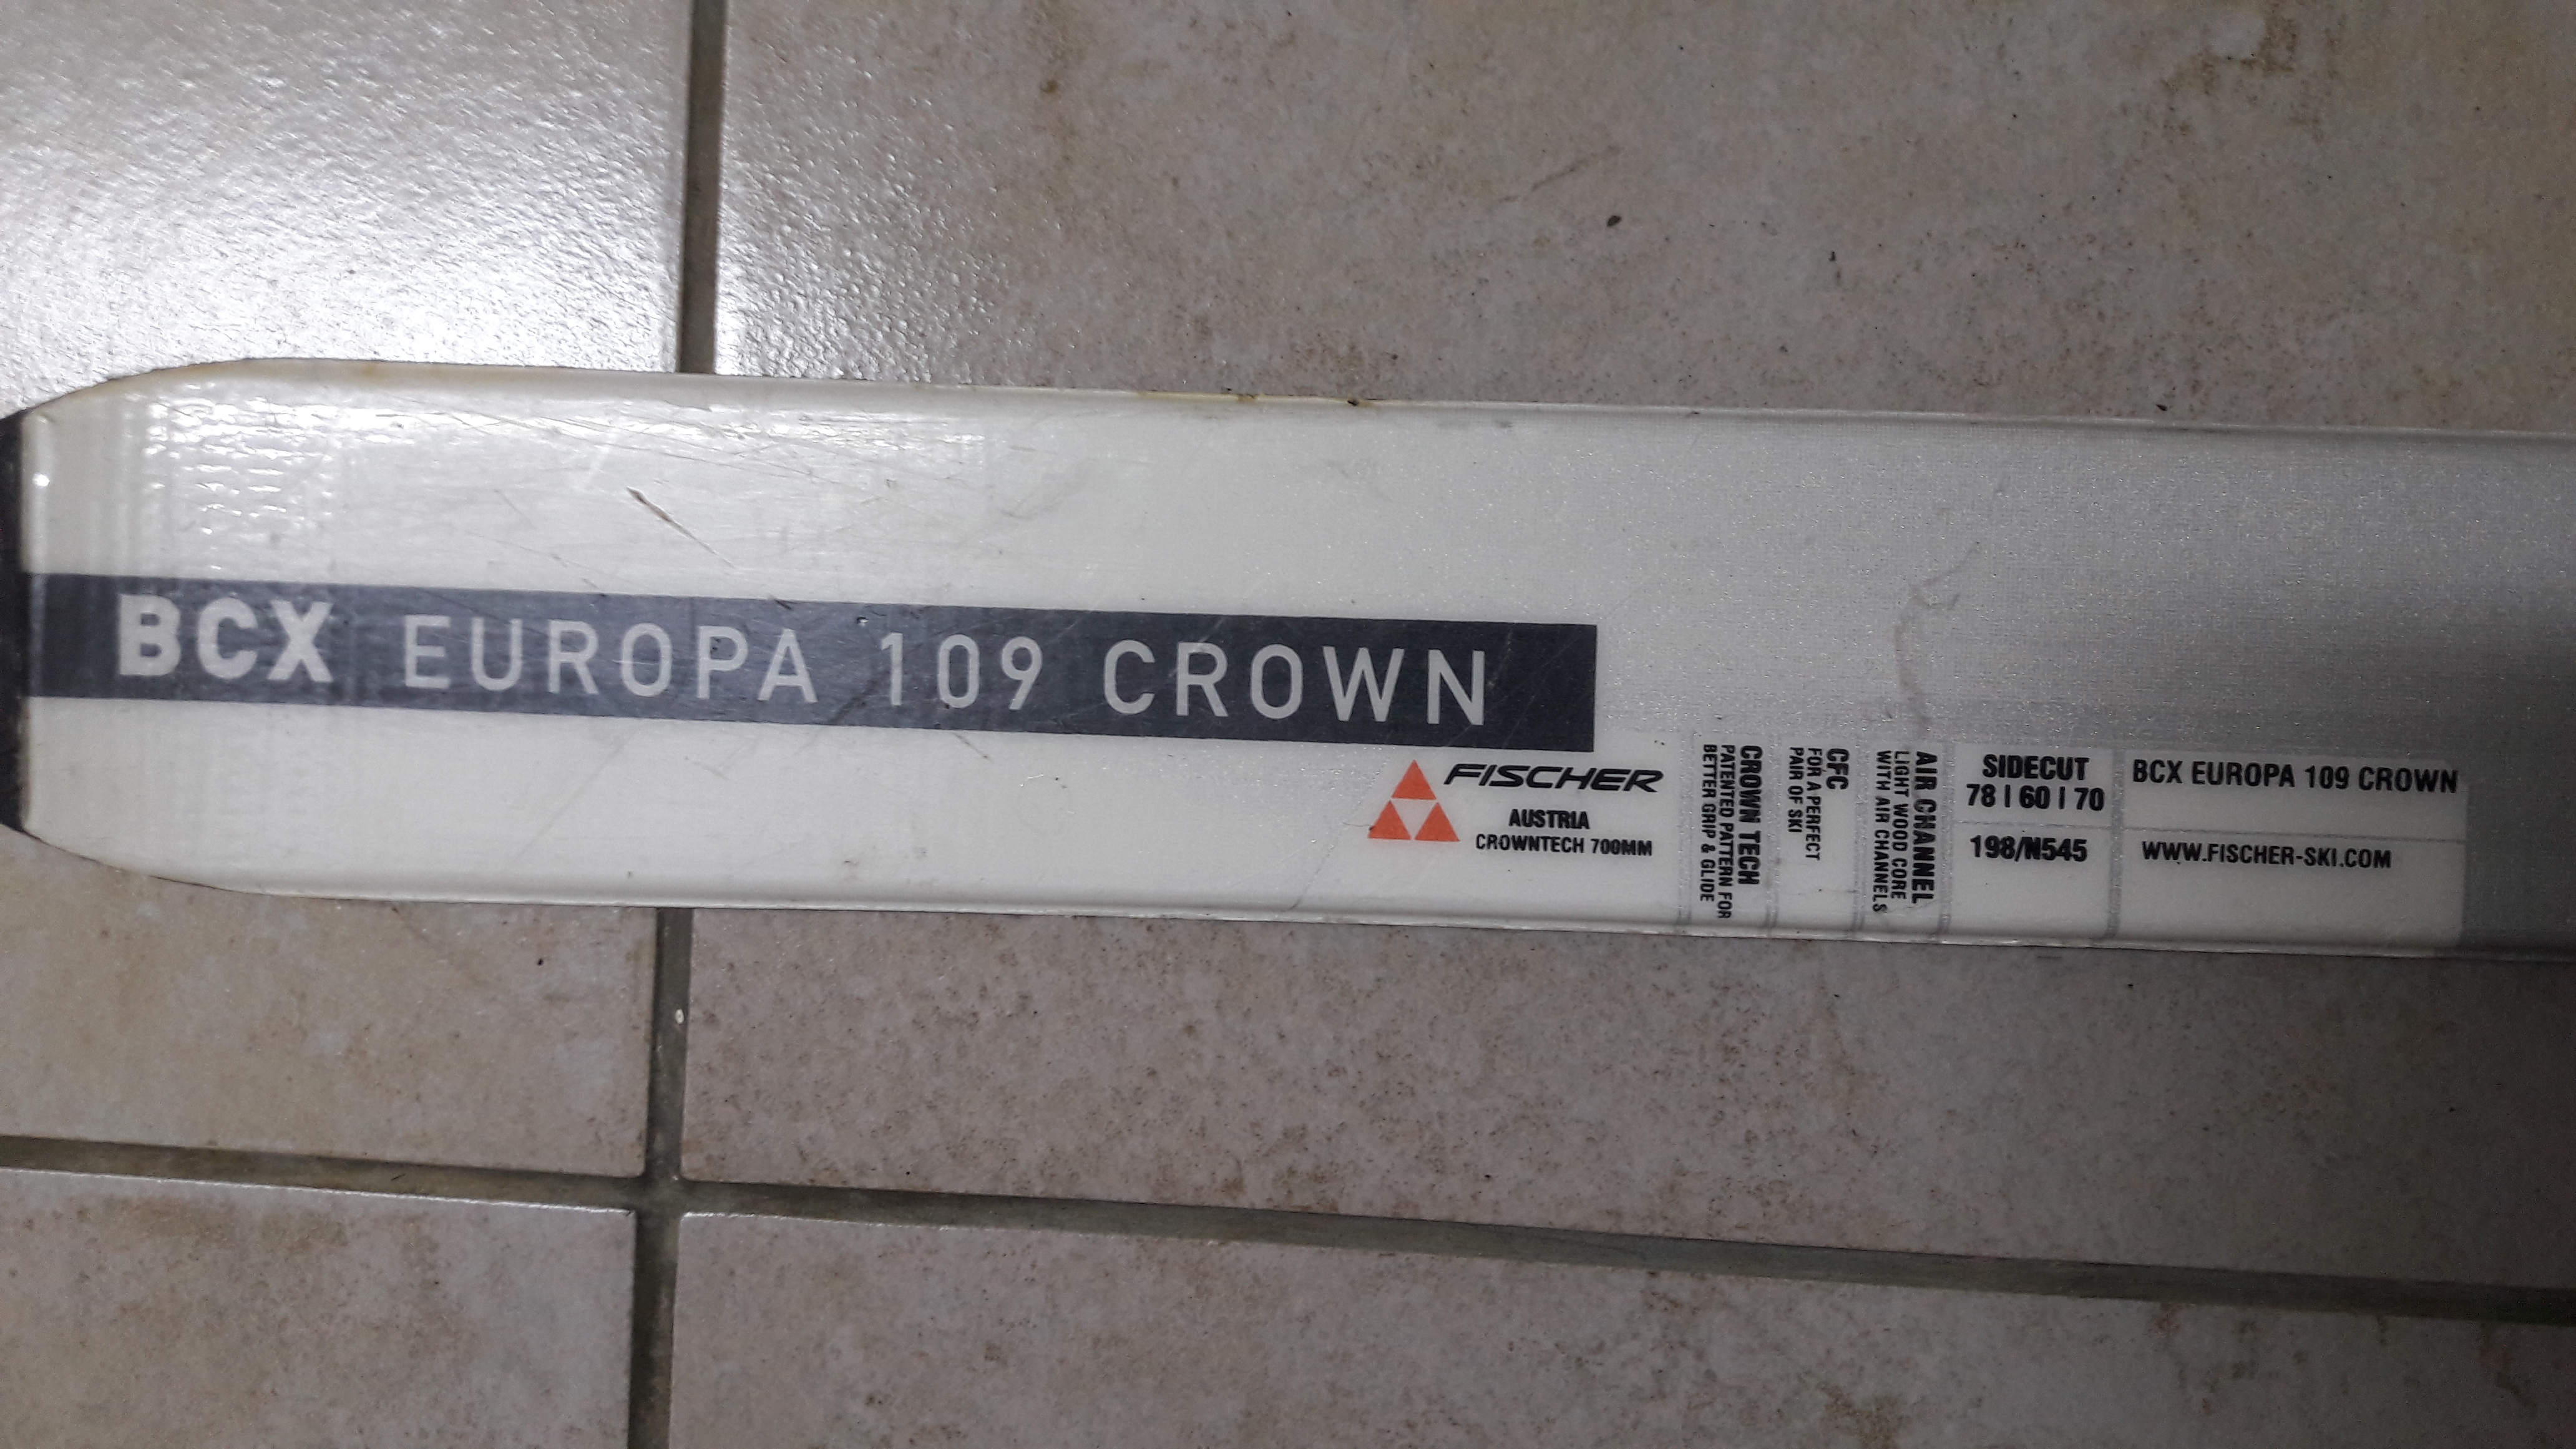 BCX EUROPA 109 CROWN
FISCHER
AUSTRIA
CROWNTECH 700MM
CROWN TECH
PATENTED PATTERN FOR
BETTER GRIP & GLIDE
CFC
FOR A PERFECT
PAIR OF SKI
AIR CHANNEL
LIGHT WOOD CORE
WITH AIR CHANNELS
SIDECUT
78 | 60 | 70
198/N545
BCX EUROPA 109 CROWN
WWW.FISCHER-SKI.COM